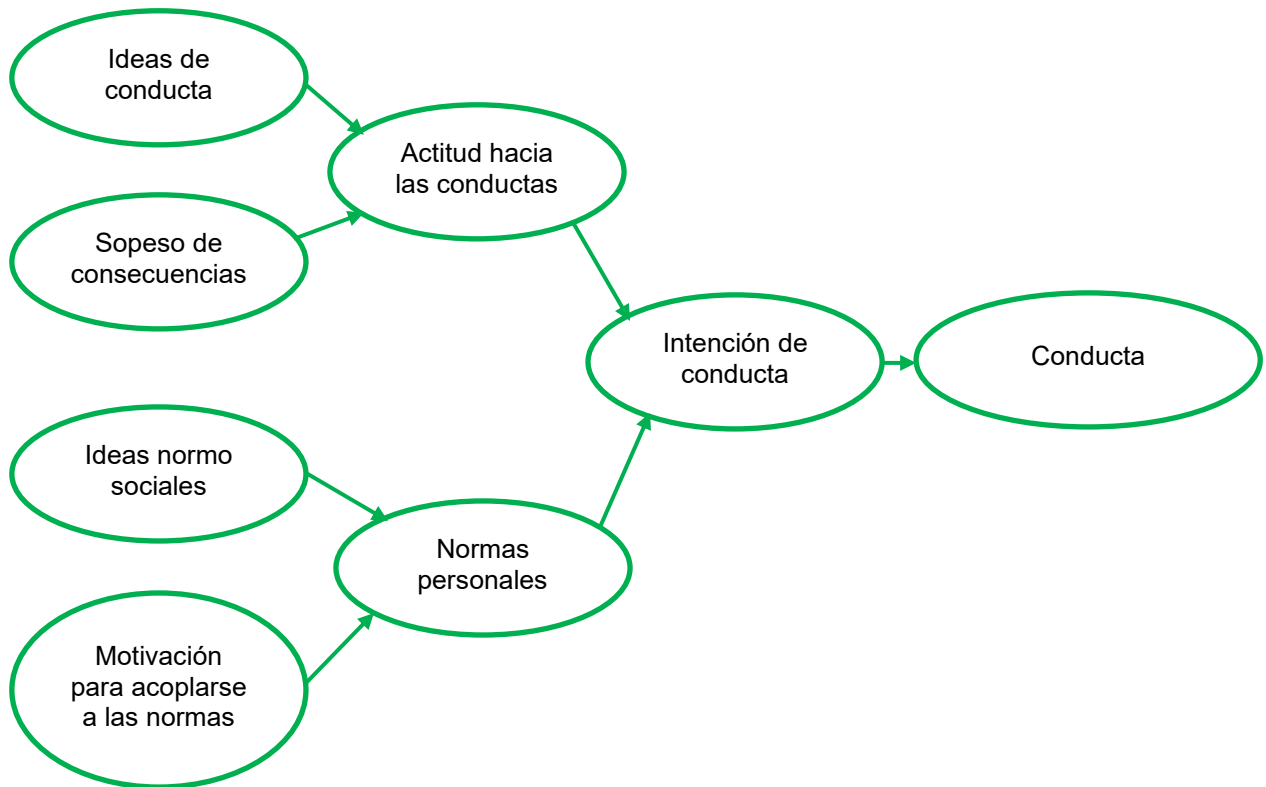 Ideas de
conducta
Actitud hacia
las conductas
Sopeso de
consecuencias
Intención de
conducta
Conducta
Ideas normo
sociales
Normas
personales
Motivación
para acoplarse
a las normas